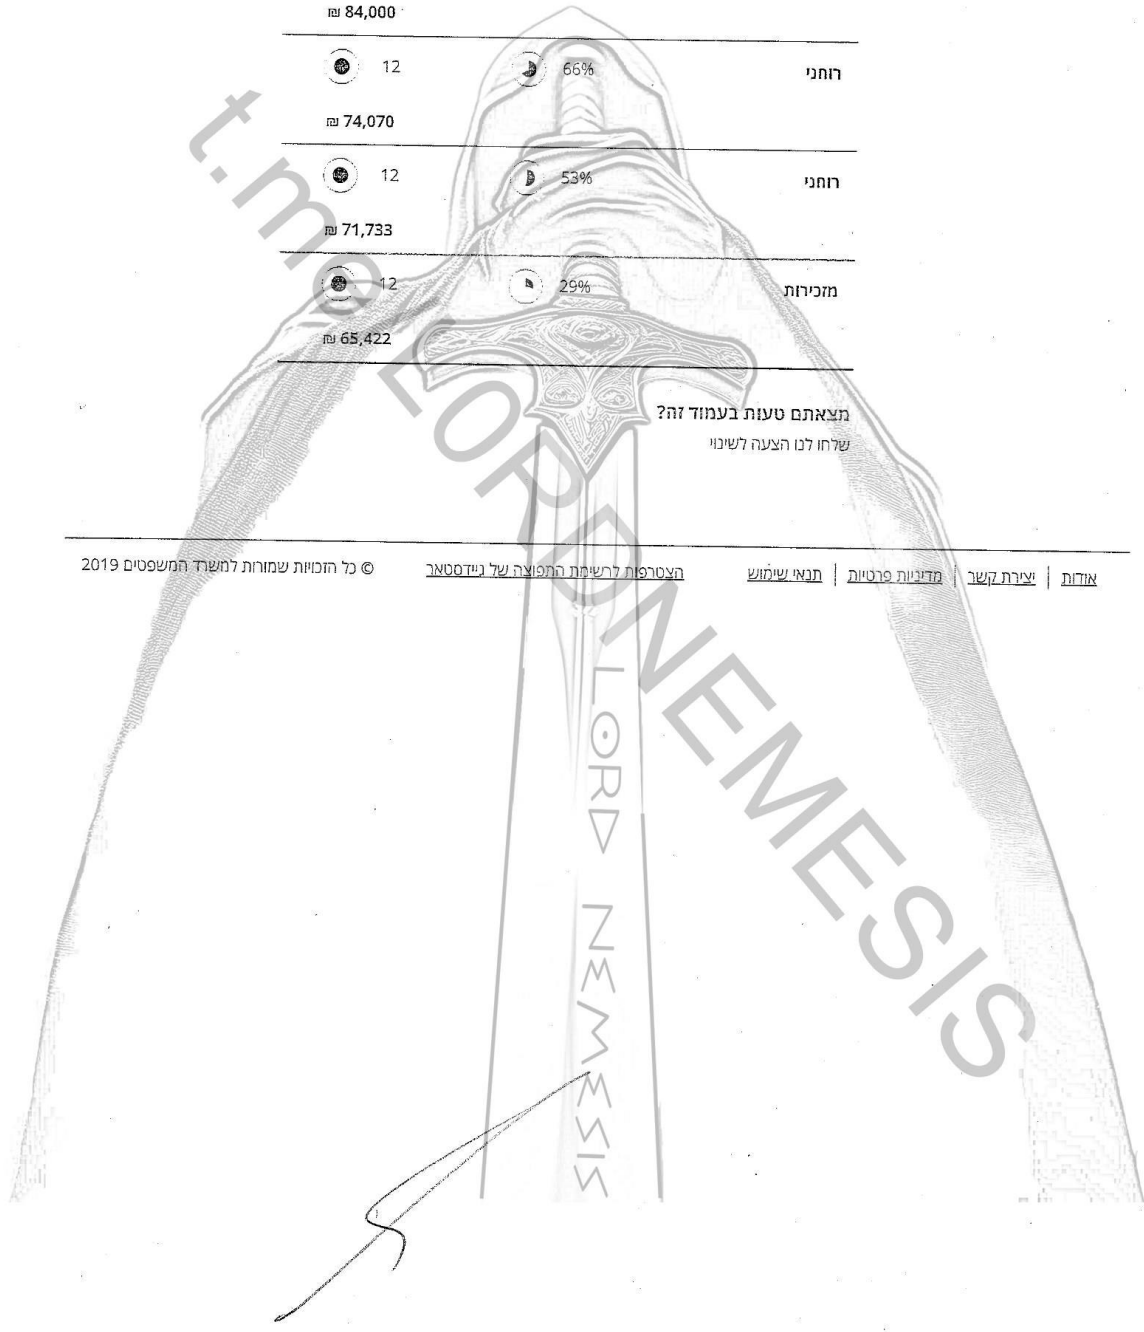 84,000 ₪
רוחני 66% 12
74,070 ₪
רוחני 53% 12
71,733 ₪
מזכירות 29% 12
65,422 ₪
מצאתם טעות בעמוד זה?
שלחו לנו הצעה לשינוי
אודות | יצירת קשר | מדיניות פרטיות | תנאי שימוש הצטרפות לרשימת התפוצה של גיידסטאר © כל הזכויות שמורות למשרד המשפטים 2019
t.me/L0RDNEMESIS
LORD NEMESIS